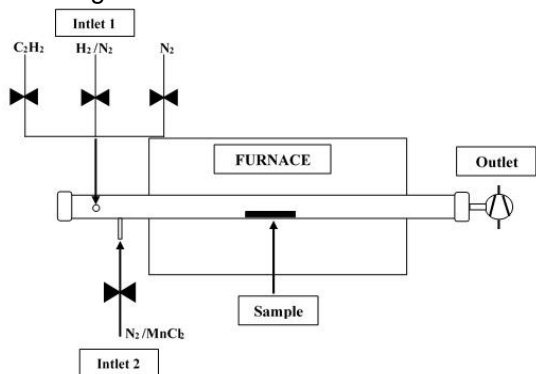 Intlet 1
C₂H₂ H₂/N₂ N₂
FURNACE
Outlet
Sample
N₂/MnCl₂
Intlet 2